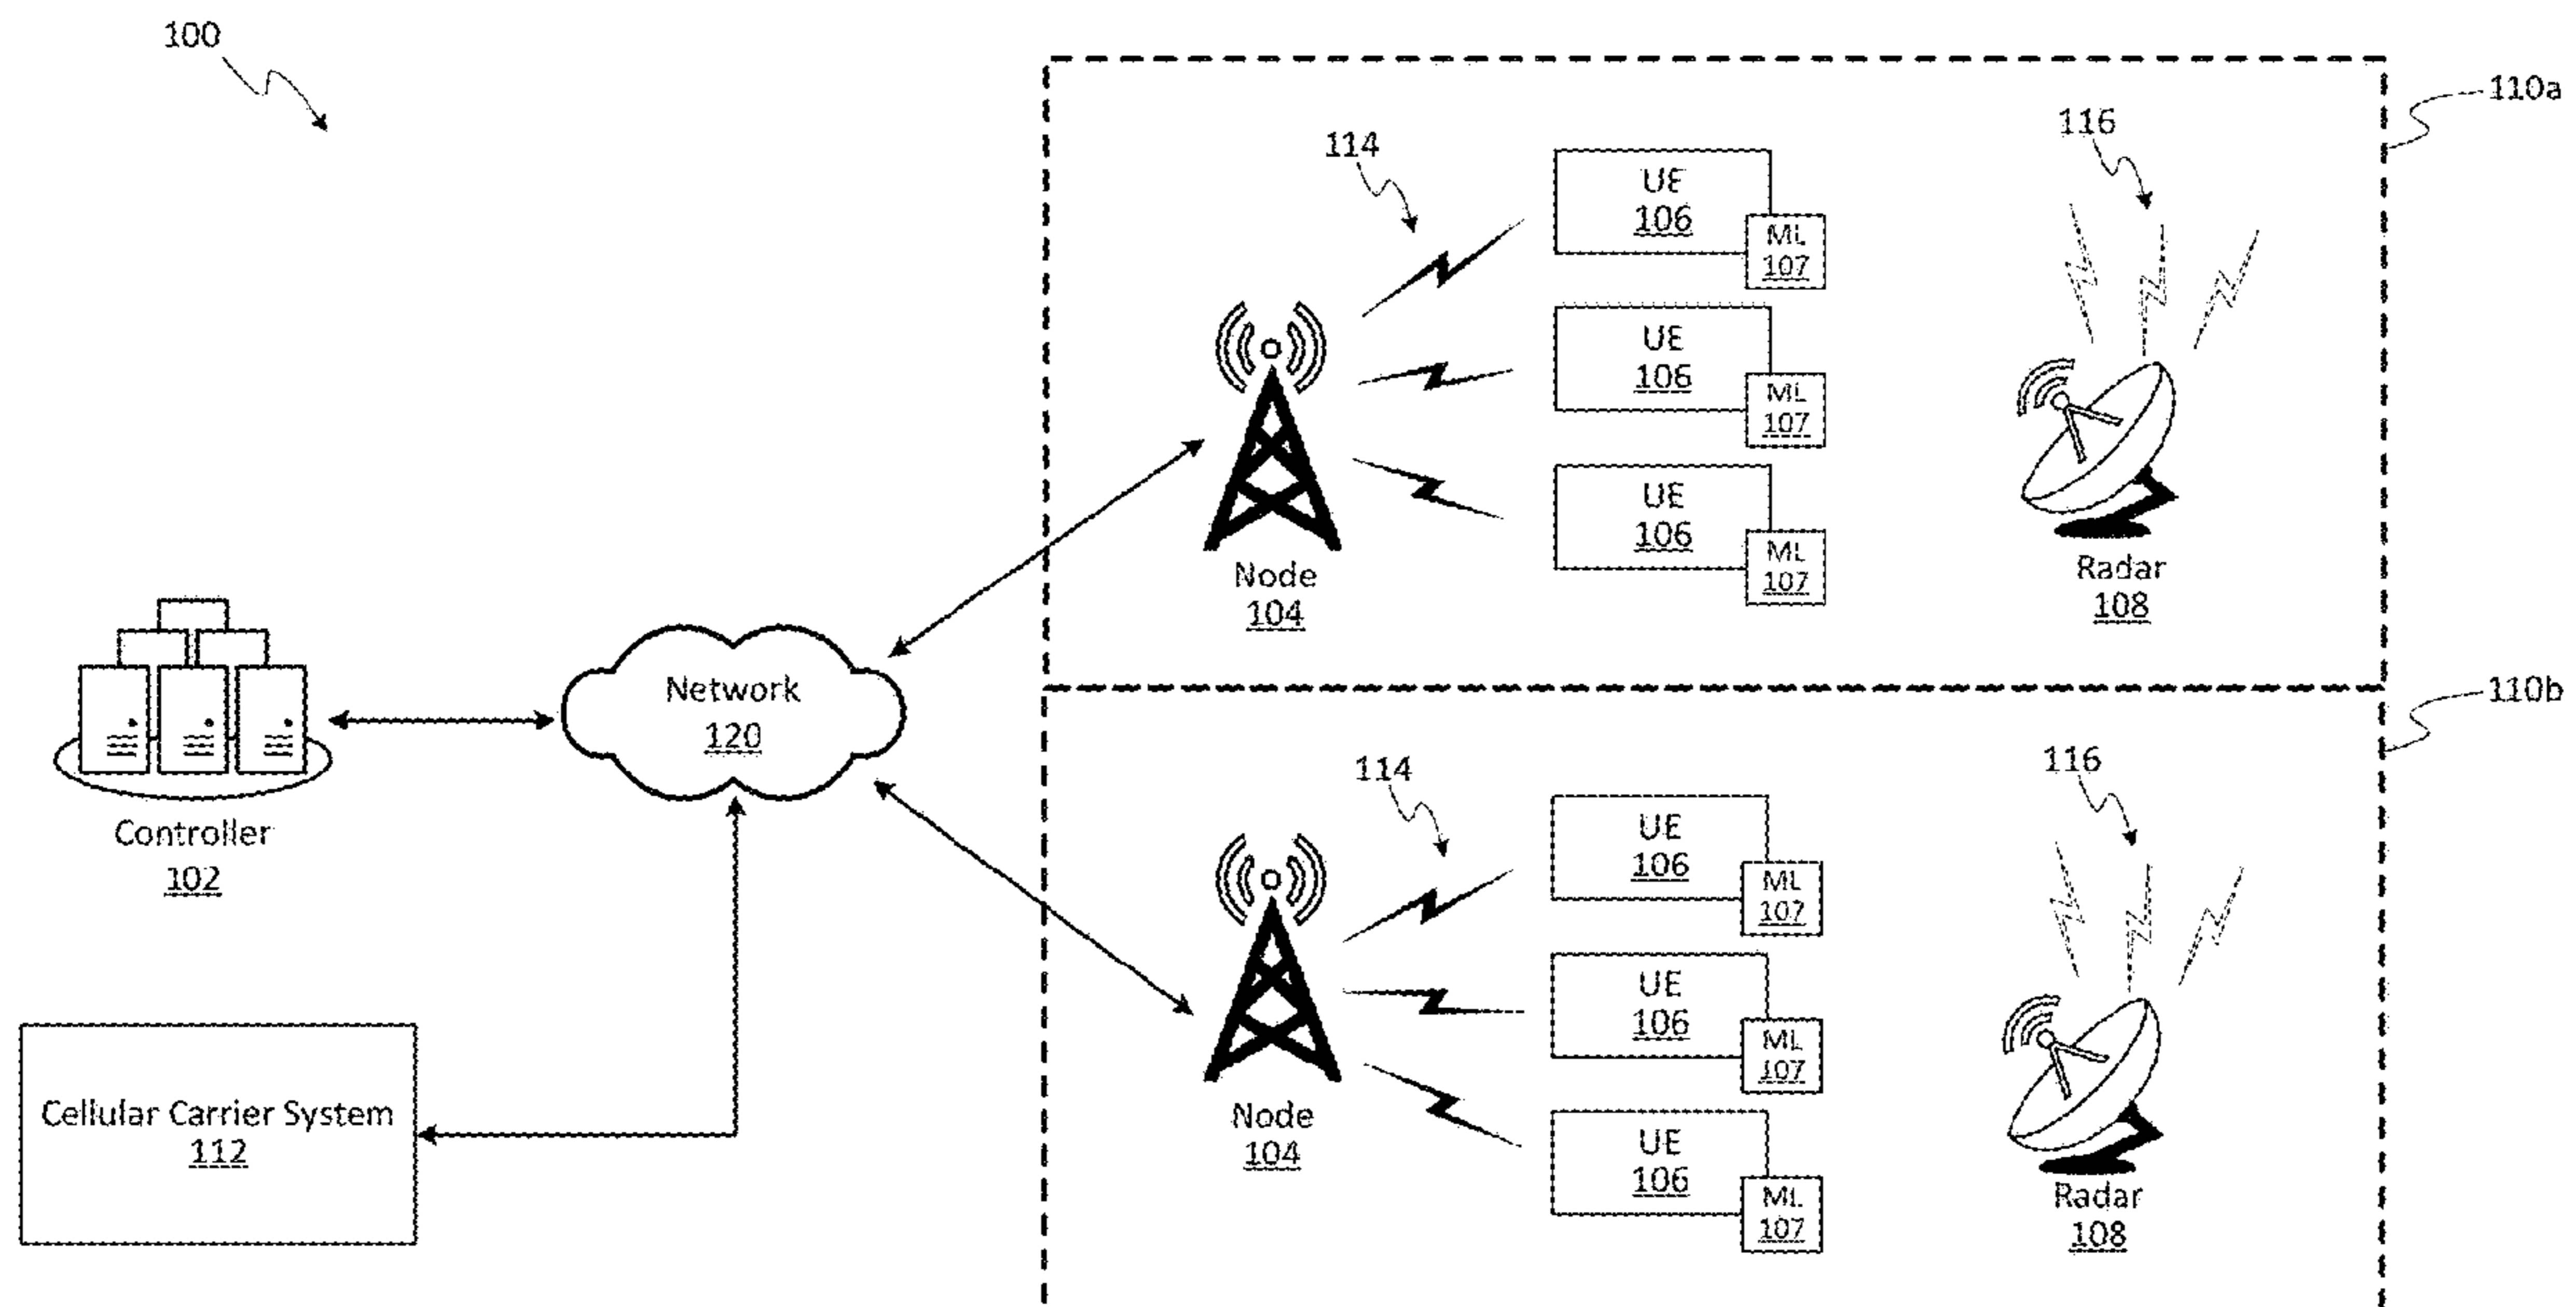 100
110a
114
116
UE
106
ML
107
UE
106
ML
107
UE
106
ML
107
Node
104
Radar
108
Network
120
Controller
102
110b
114
116
UE
106
ML
107
UE
106
ML
107
UE
106
ML
107
Node
104
Radar
108
Cellular Carrier System
112